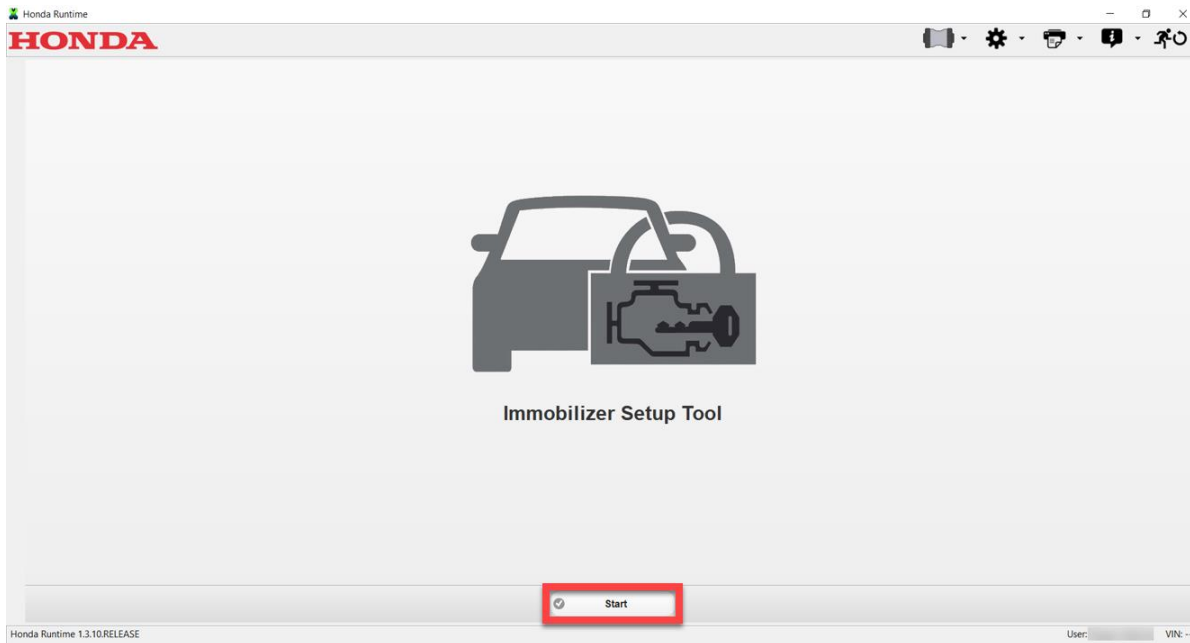 Honda Runtime
HONDA
Immobilizer Setup Tool
Start
Honda Runtime 1.3.10.RELEASE
User:
VIN: -